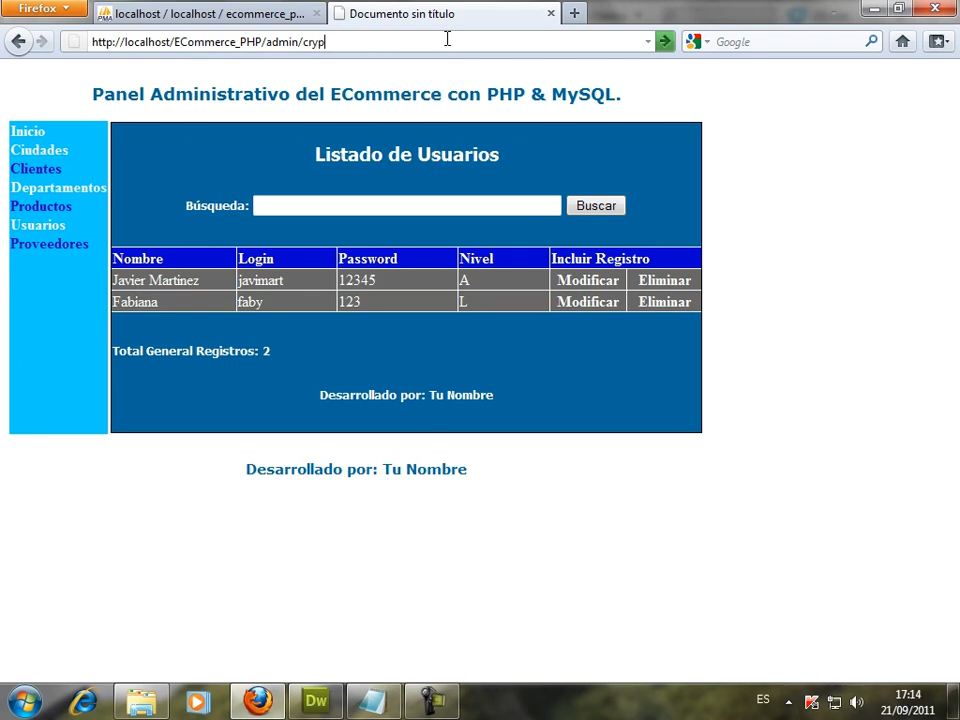 Firefox
localhost / localhost / ecommerce_p...
Documento sin título
http://localhost/ECommerce_PHP/admin/cryp
Google
Panel Administrativo del ECommerce con PHP & MySQL.
Inicio
Ciudades
Clientes
Departamentos
Productos
Usuarios
Proveedores
Listado de Usuarios
Búsqueda:
Buscar
Nombre Login Password Nivel Incluir Registro
Javier Martinez javimart 12345 A Modificar Eliminar
Fabiana faby 123 L Modificar Eliminar
Total General Registros: 2
Desarrollado por: Tu Nombre
Desarrollado por: Tu Nombre
Dw
ES
17:14
21/09/2011